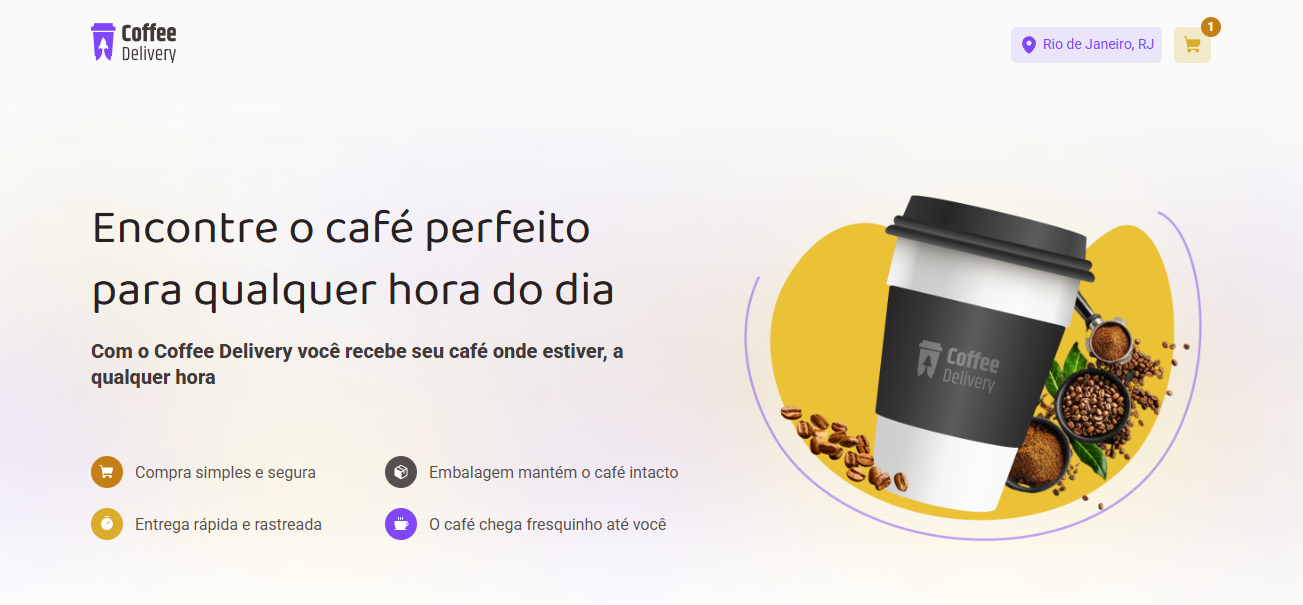 Coffee
Delivery
Rio de Janeiro, RJ
1
Encontre o café perfeito
para qualquer hora do dia
Com o Coffee Delivery você recebe seu café onde estiver, a
qualquer hora
Compra simples e segura
Embalagem mantém o café intacto
Entrega rápida e rastreada
O café chega fresquinho até você
Coffee
Delivery